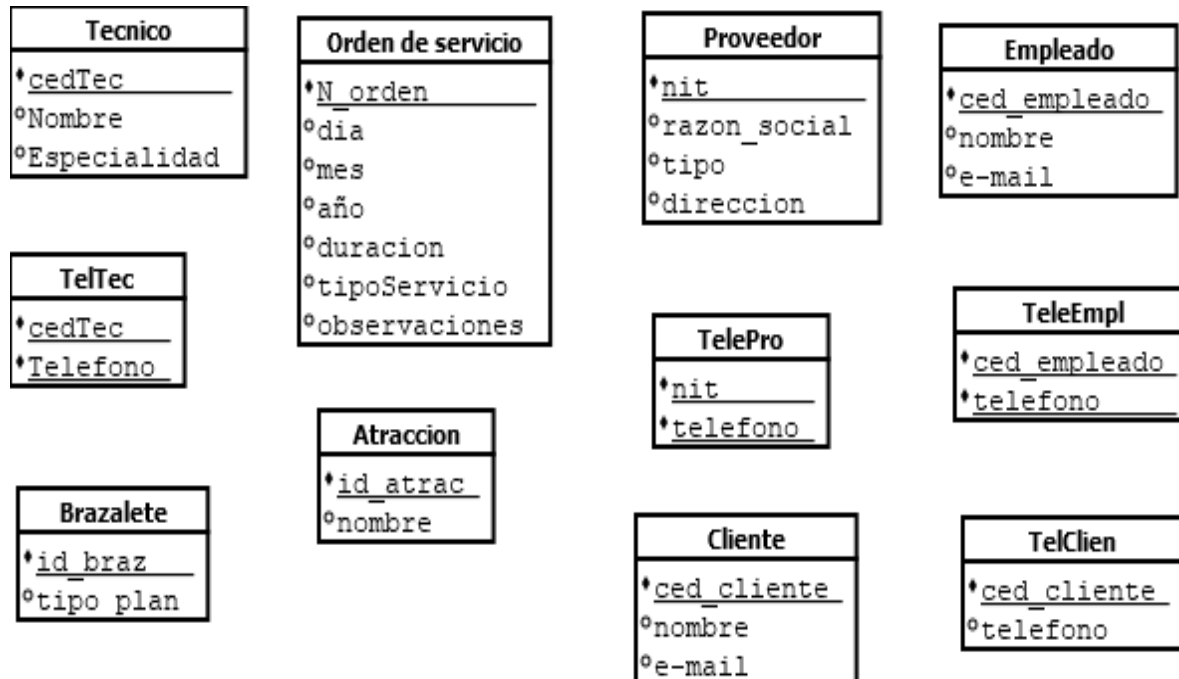 Tecnico
cedTec
Nombre
Especialidad
Orden de servicio
N_orden
dia
mes
año
duracion
tipoServicio
observaciones
Proveedor
nit
razon_social
tipo
direccion
Empleado
ced_empleado
nombre
e-mail
TelTec
cedTec
Telefono
TelePro
nit
telefono
TeleEmpl
ced_empleado
telefono
Atraccion
id_atrac
nombre
Brazalete
id_braz
tipo plan
Cliente
ced_cliente
nombre
e-mail
TelClien
ced_cliente
telefono